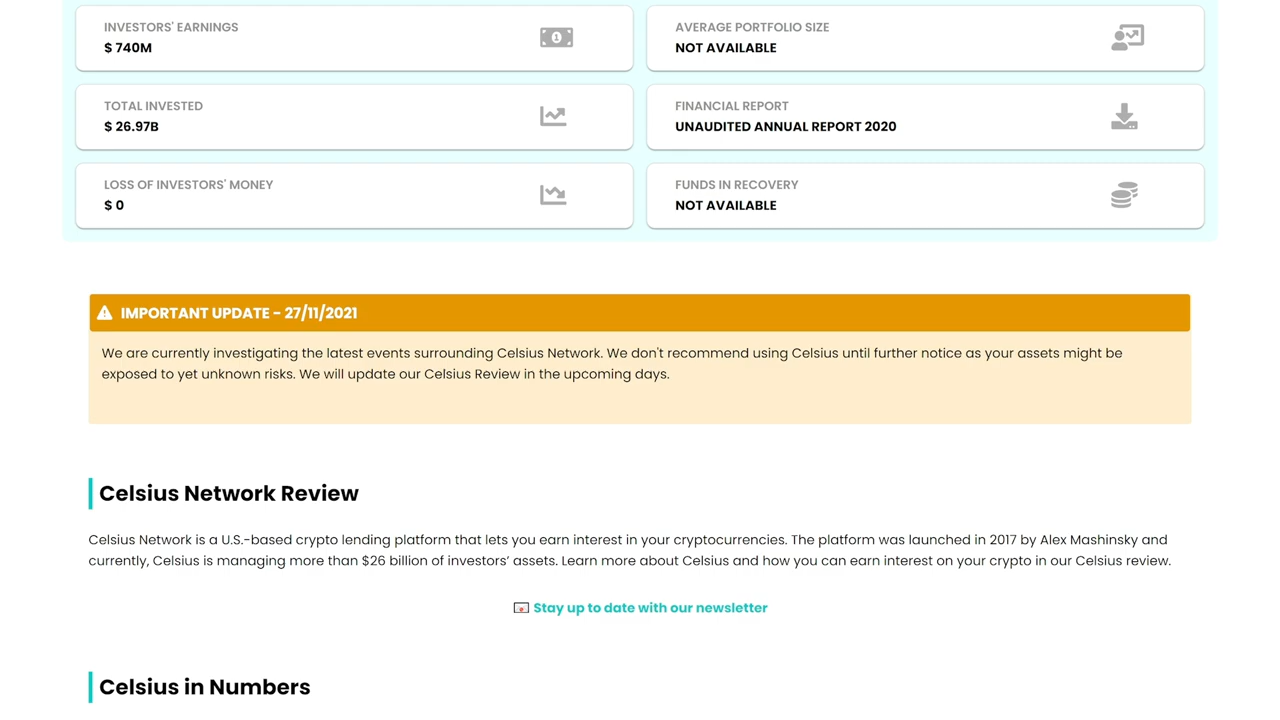 INVESTORS' EARNINGS
$ 740M
AVERAGE PORTFOLIO SIZE
NOT AVAILABLE
TOTAL INVESTED
$ 26.97B
FINANCIAL REPORT
UNAUDITED ANNUAL REPORT 2020
LOSS OF INVESTORS' MONEY
$ 0
FUNDS IN RECOVERY
NOT AVAILABLE
IMPORTANT UPDATE - 27/11/2021
We are currently investigating the latest events surrounding Celsius Network. We don't recommend using Celsius until further notice as your assets might be
exposed to yet unknown risks. We will update our Celsius Review in the upcoming days.
Celsius Network Review
Celsius Network is a U.S.-based crypto lending platform that lets you earn interest in your cryptocurrencies. The platform was launched in 2017 by Alex Mashinsky and
currently, Celsius is managing more than $26 billion of investors’ assets. Learn more about Celsius and how you can earn interest on your crypto in our Celsius review.
Stay up to date with our newsletter
Celsius in Numbers